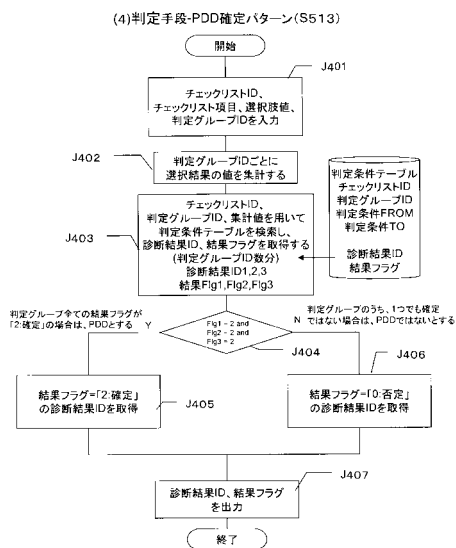 (4)判定手段-PDD確定パターン(S513)
開始
J401
チェックリストID、
チェックリスト項目、選択肢値、
判定グループIDを入力
J402
判定グループIDごとに
選択結果の値を集計する
J403
チェックリストID、
判定グループID、集計値を用いて
判定条件テーブルを検索し、
診断結果ID、結果フラグを取得する
(判定グループID数分)
診断結果ID1,2,3
結果Flg1,Flg2,Flg3
判定条件テーブル
チェックリストID
判定グループID
判定条件FROM
判定条件TO
診断結果ID
結果フラグ
判定グループ全ての結果フラグが
「2:確定」の場合は、PDDとする
Y
Flg1 = 2 and
Flg2 = 2 and
Flg3 = 2
J404
N
判定グループのうち、1つでも確定
ではない場合は、PDDではないとする
結果フラグ=「2:確定」
の診断結果IDを取得
J405
J406
結果フラグ=「0:否定」
の診断結果IDを取得
J407
診断結果ID、結果フラグ
を出力
終了